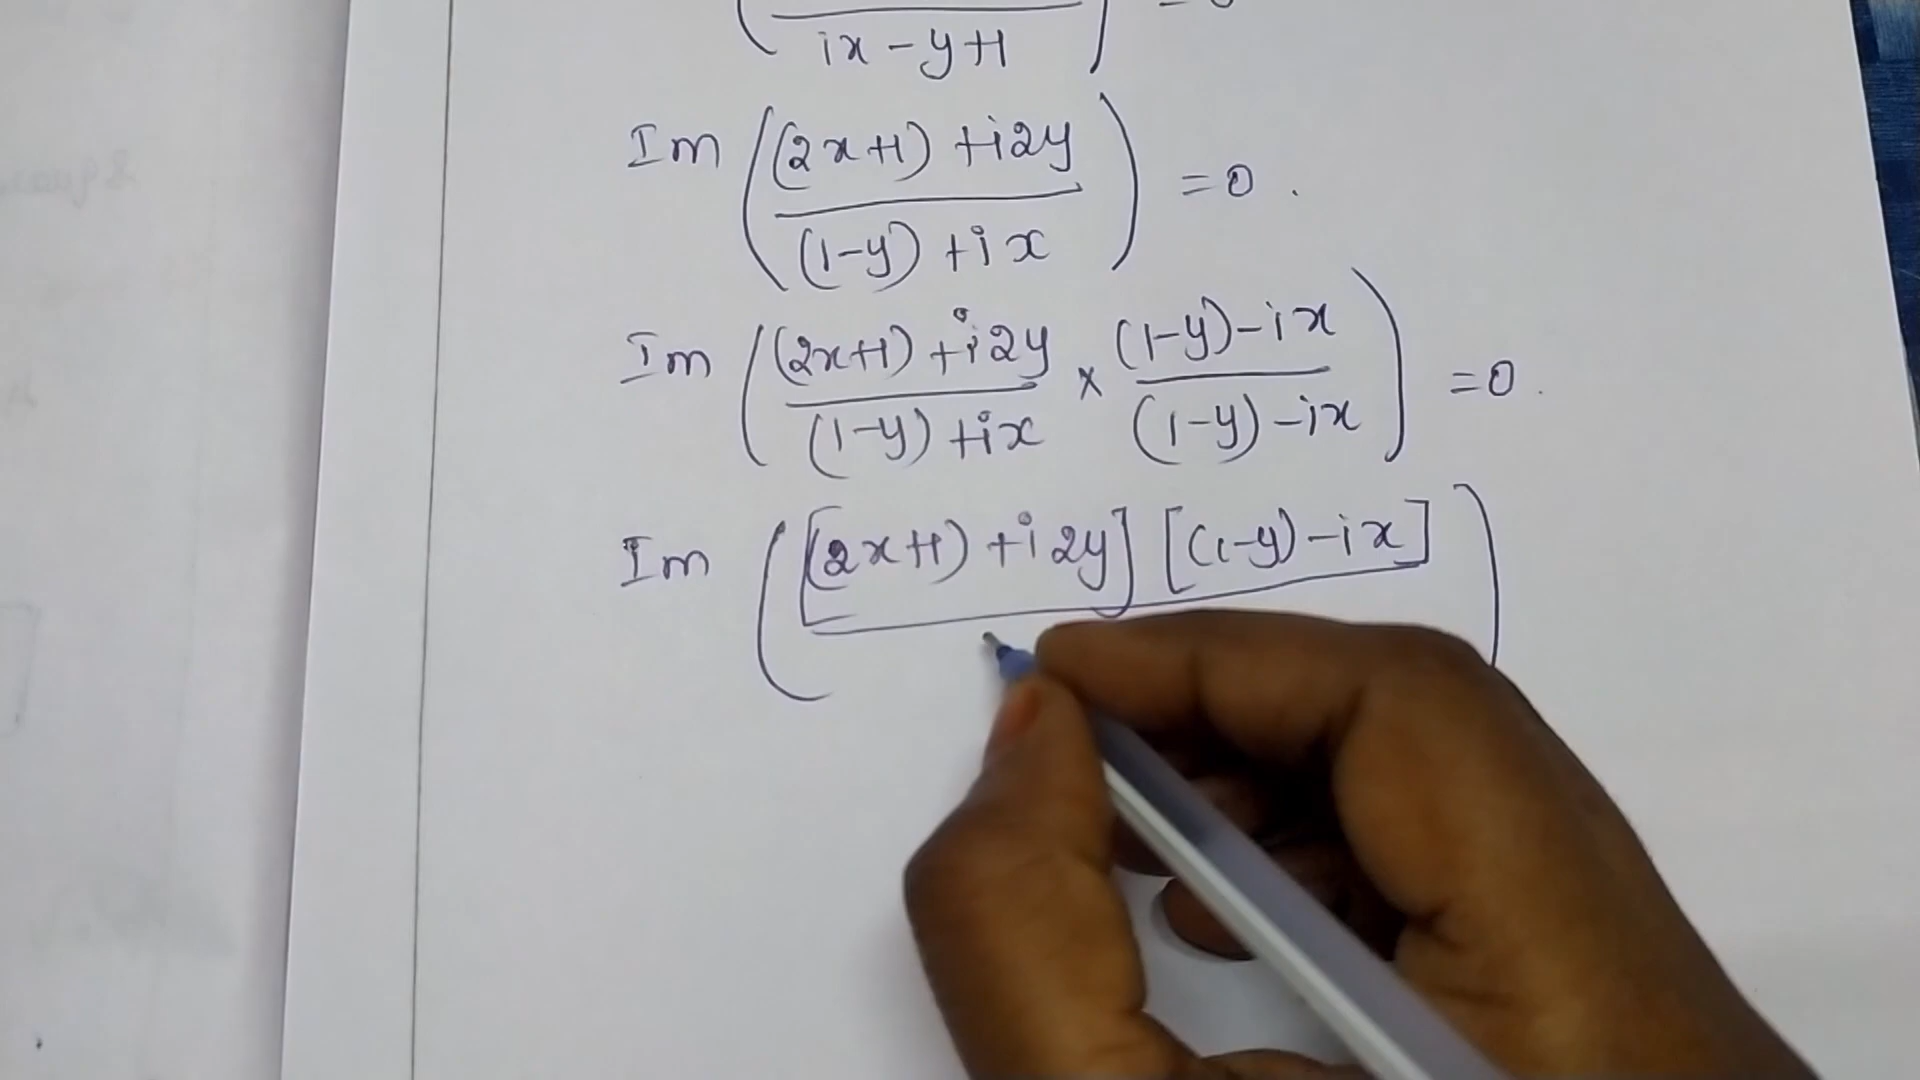 ix-y+1
Im ((2x+1)+i2y / (1-y)+ix) =0.
Im ((2x+1)+i2y / (1-y)+ix × (1-y)-ix / (1-y)-ix) =0.
Im ([(2x+1)+i2y] [(1-y)-ix] / )